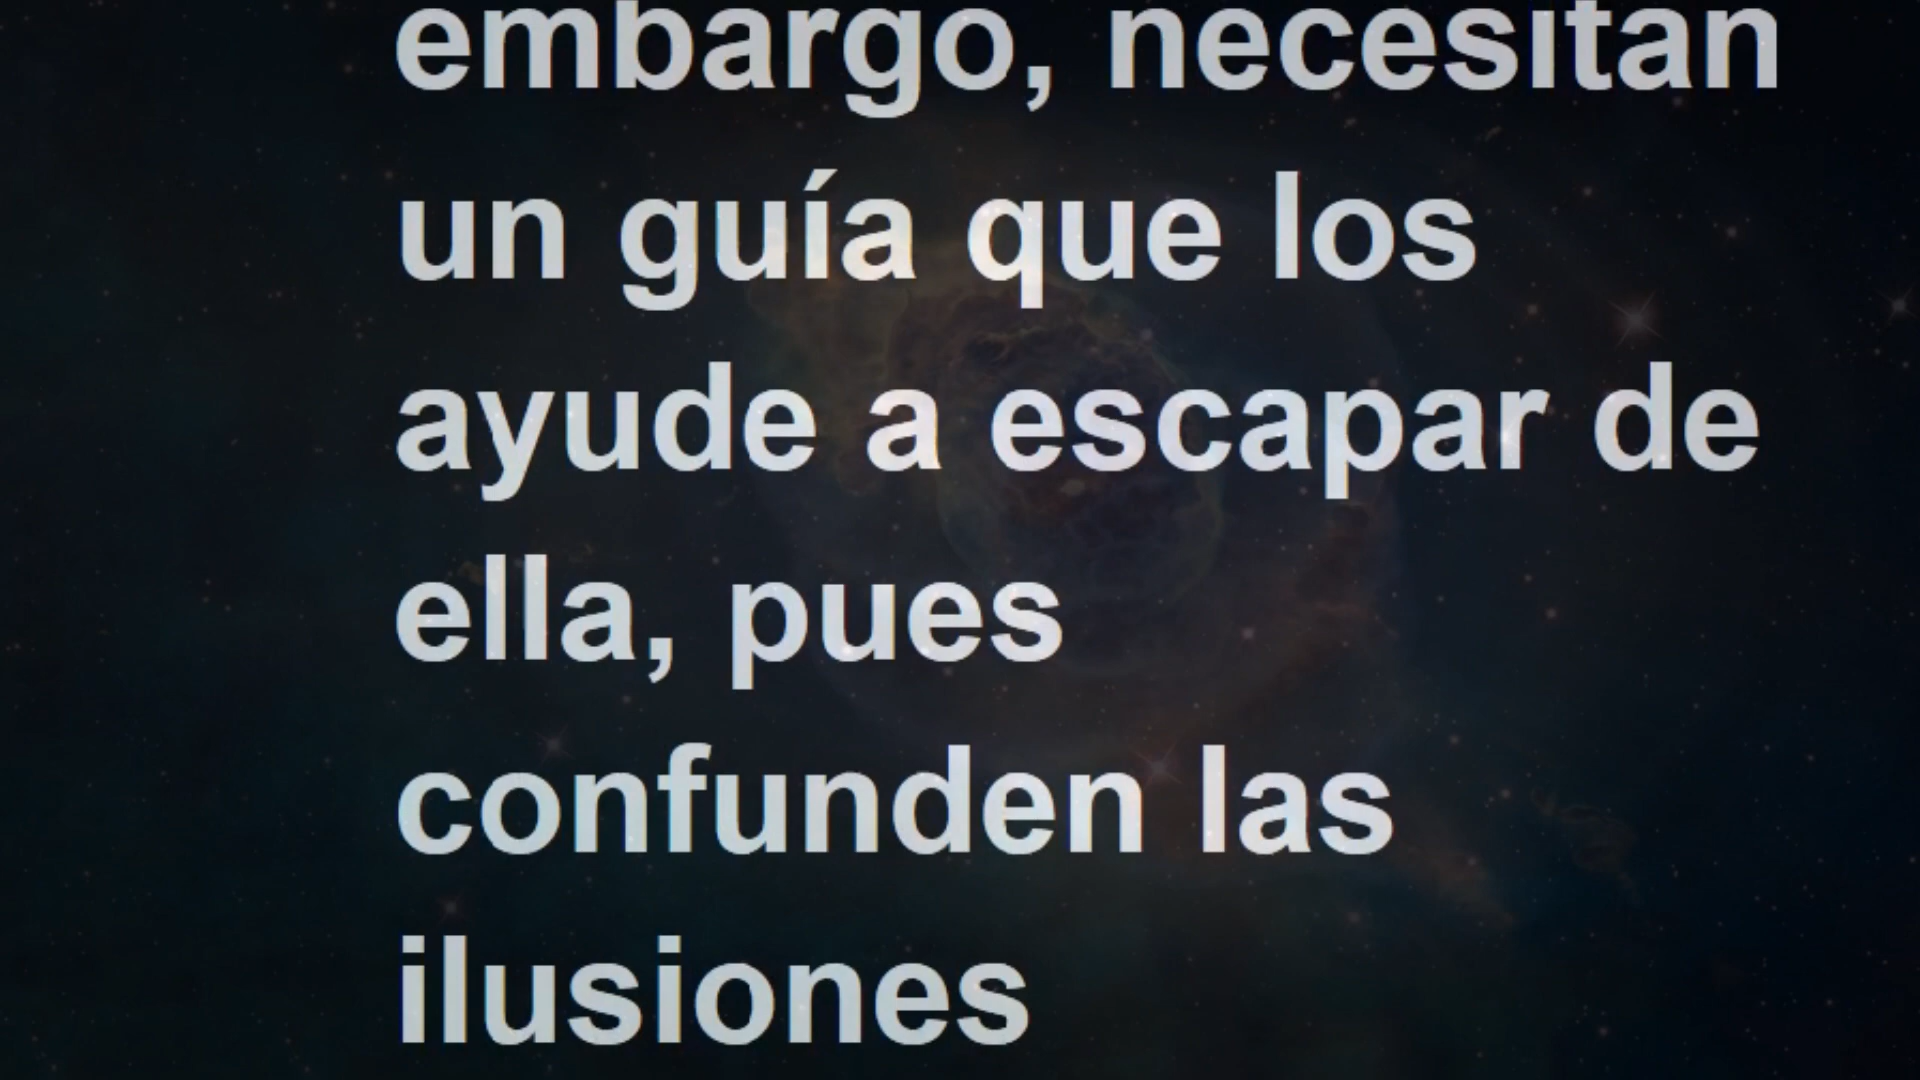 embargo, necesitan
un guía que los
ayude a escapar de
ella, pues
confunden las
ilusiones